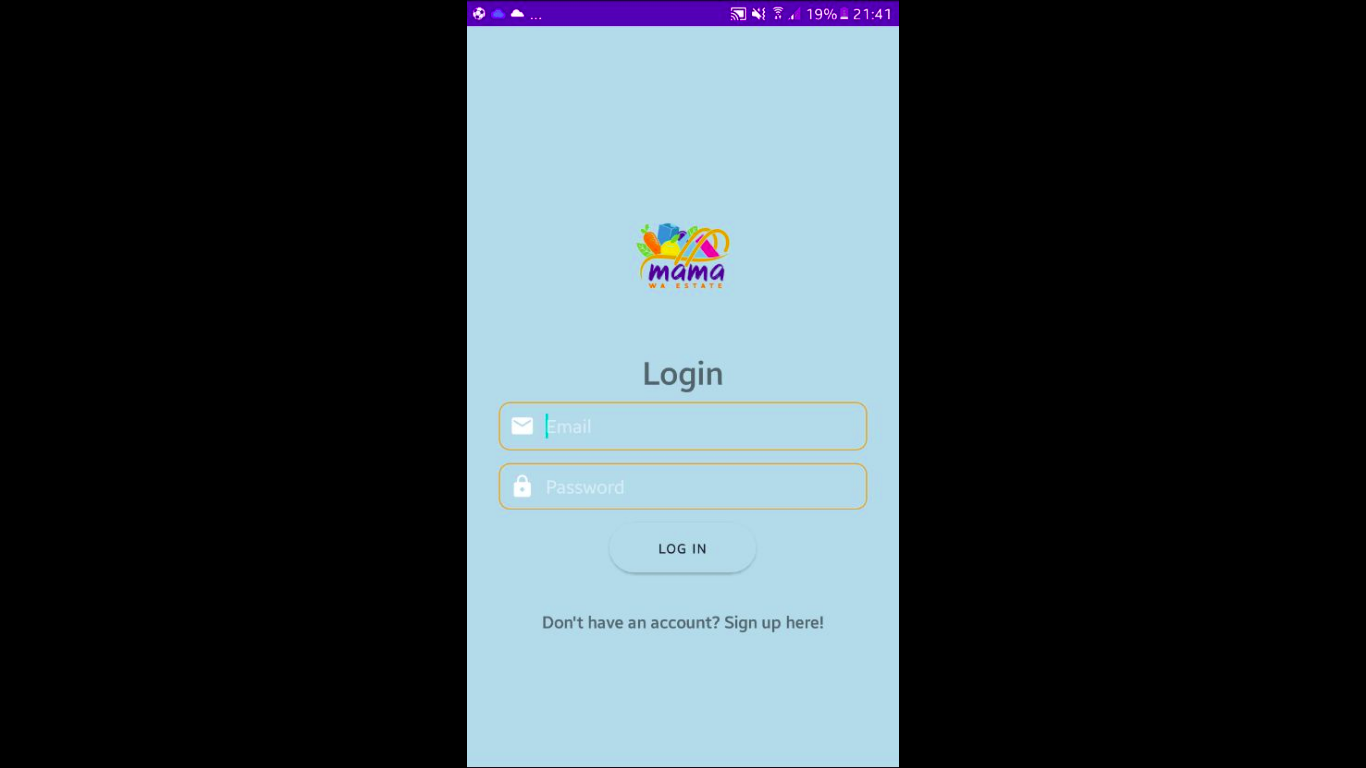 ... 19% 21:41
mama
WA ESTATE
Login
Email
Password
LOG IN
Don't have an account? Sign up here!